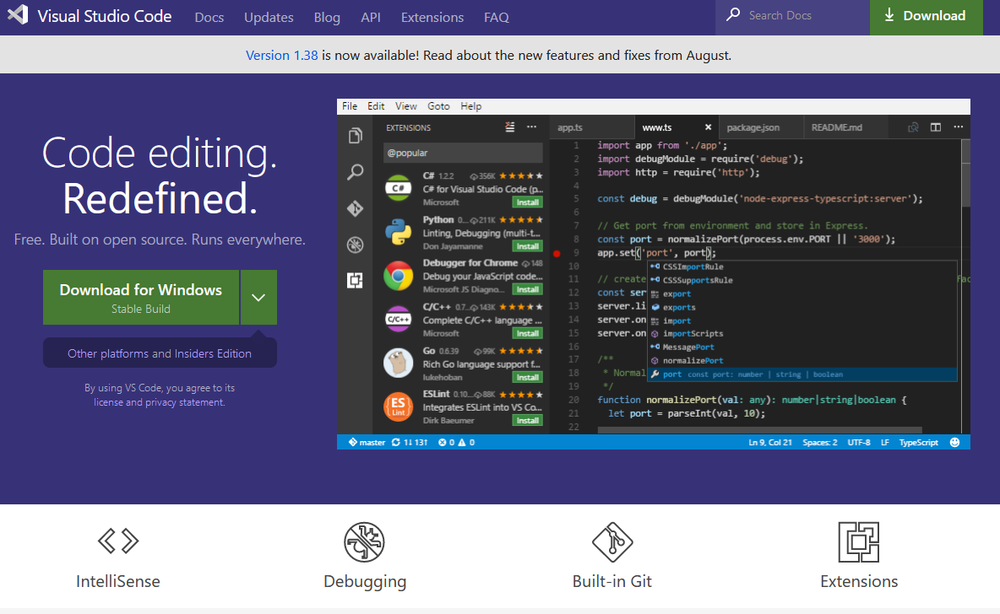 Visual Studio Code Docs Updates Blog API Extensions FAQ Search Docs Download
Version 1.38 is now available! Read about the new features and fixes from August.
Code editing.
Redefined.
Free. Built on open source. Runs everywhere.
Download for Windows
Stable Build
Other platforms and Insiders Edition
By using VS Code, you agree to its
license and privacy statement.
File Edit View Goto Help
EXTENSIONS
@popular
C# 1.2.2 356K
C# for Visual Studio Code (p...
Microsoft Install
C#
Python 0.... 211K
Linting, Debugging (multi-t...
Don Jayamanne Install
Debugger for Chrome 148
Debug your JavaScript code...
Microsoft JS Diagno... Install
C/C++ 0.7... 143K
Complete C/C++ language ...
Microsoft Install
C/C++
Go 0.6.39 99K
Rich Go language support f...
lukehoban Install
ESLint 0.10... 88K
Integrates ESLint into VS Co...
Dirk Baeumer Install
ES
Lint
app.ts www.ts package.json README.md
1 import app from './app';
2 import debugModule = require('debug');
3 import http = require('http');
4
5 const debug = debugModule('node-express-typescript:server');
6
7 // Get port from environment and store in Express.
8 const port = normalizePort(process.env.PORT || '3000');
9 app.set('port', port);
10
11 // create
12 const ser
13 server.li
14 server.on
15 server.on
16
17 /**
18 * Normal
19 */
20 function normalizePort(val: any): number|string|boolean {
21 let port = parseInt(val, 10);
22
CSSImportRule
CSSSupportsRule
export
exports
import
importScripts
MessagePort
normalizePort
port const port: number | string | boolean
master 1↓ 13↑ 0 0 Ln 9, Col 21 Spaces: 2 UTF-8 LF TypeScript
IntelliSense Debugging Built-in Git Extensions